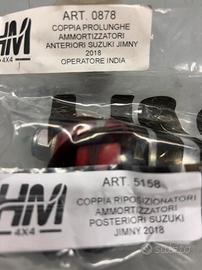 ART. 0878
COPPIA PROLUNGHE
AMMORTIZZATORI
ANTERIORI SUZUKI JIMNY
2018
OPERATORE INDIA
HM
4X4
ART. 5158
COPPIA RIPOSIZIONATORI
AMMORTIZZATORI
POSTERIORI SUZUKI
JIMNY 2018
HM
4X4
subito